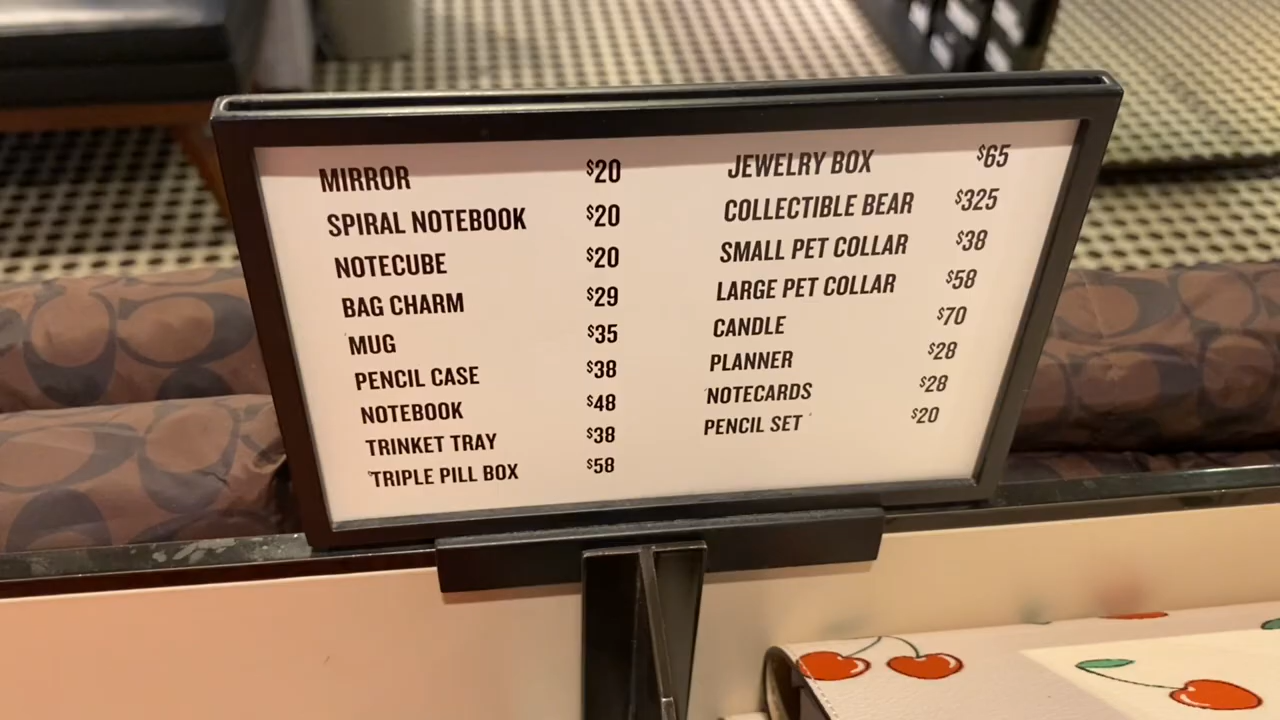 MIRROR $20
SPIRAL NOTEBOOK $20
NOTECUBE $20
BAG CHARM $29
MUG $35
PENCIL CASE $38
NOTEBOOK $48
TRINKET TRAY $38
TRIPLE PILL BOX $58
JEWELRY BOX $65
COLLECTIBLE BEAR $325
SMALL PET COLLAR $38
LARGE PET COLLAR $58
CANDLE $70
PLANNER $28
NOTECARDS $28
PENCIL SET $20